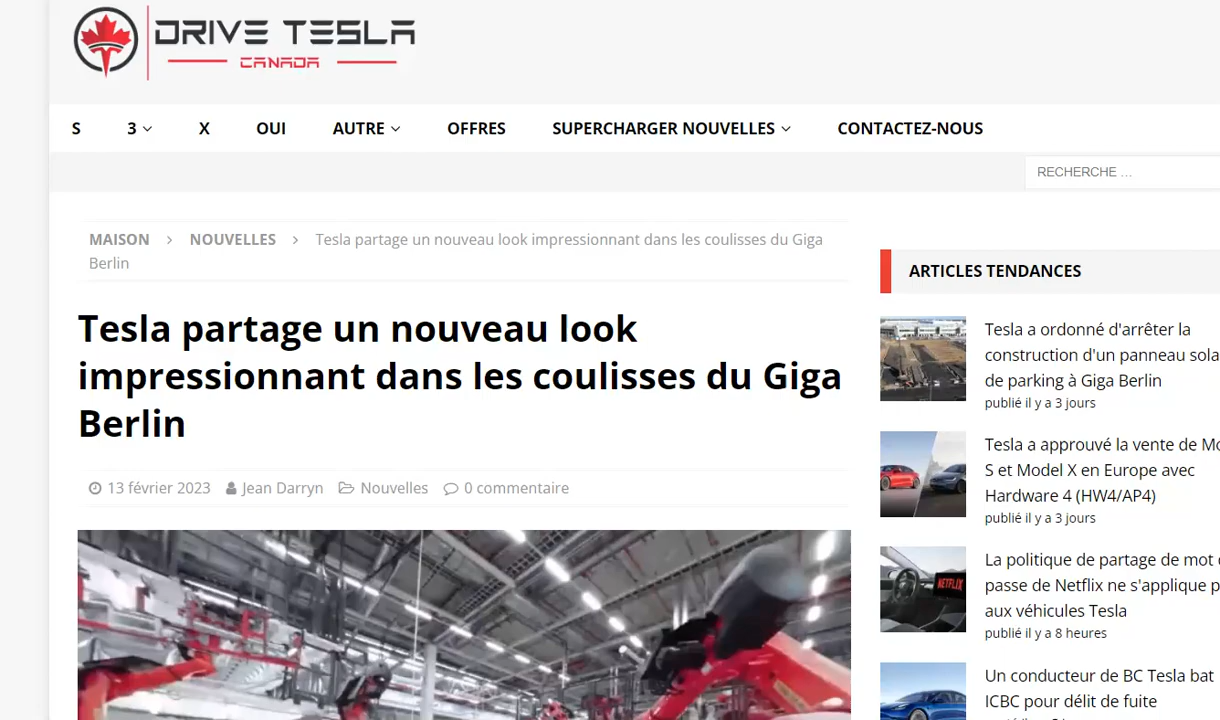 DRIVE TESLA
CANADA
S 3 X OUI AUTRE OFFRES SUPERCHARGER NOUVELLES CONTACTEZ-NOUS
RECHERCHE …
MAISON > NOUVELLES > Tesla partage un nouveau look impressionnant dans les coulisses du Giga
Berlin
Tesla partage un nouveau look
impressionnant dans les coulisses du Giga
Berlin
13 février 2023 Jean Darryn Nouvelles 0 commentaire
ARTICLES TENDANCES
Tesla a ordonné d'arrêter la
construction d'un panneau sola
de parking à Giga Berlin
publié il y a 3 jours
Tesla a approuvé la vente de Mo
S et Model X en Europe avec
Hardware 4 (HW4/AP4)
publié il y a 3 jours
NETFLIX
La politique de partage de mot
passe de Netflix ne s'applique p
aux véhicules Tesla
publié il y a 8 heures
Un conducteur de BC Tesla bat
ICBC pour délit de fuite